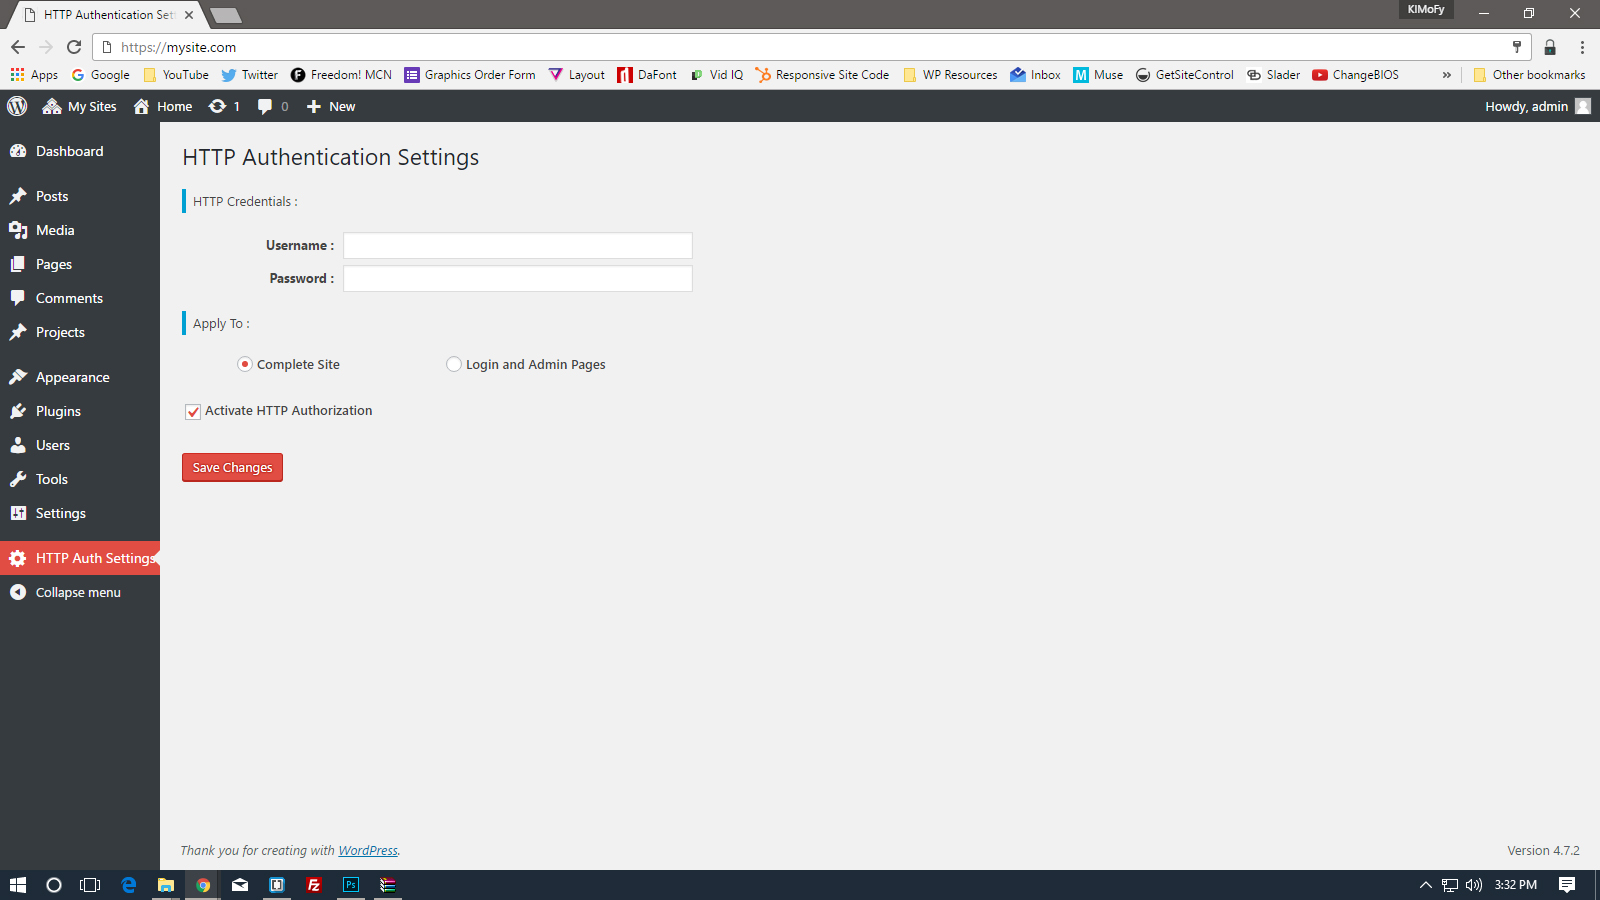 HTTP Authentication Set
KIMoFy
https://mysite.com
Apps Google YouTube Twitter Freedom! MCN Graphics Order Form Layout DaFont Vid IQ Responsive Site Code WP Resources Inbox Muse GetSiteControl Slader ChangeBIOS » Other bookmarks
My Sites Home 1 0 New Howdy, admin
Dashboard
Posts
Media
Pages
Comments
Projects
Appearance
Plugins
Users
Tools
Settings
HTTP Auth Settings
Collapse menu
HTTP Authentication Settings
HTTP Credentials :
Username :
Password :
Apply To :
Complete Site Login and Admin Pages
Activate HTTP Authorization
Save Changes
Thank you for creating with WordPress. Version 4.7.2
Fz Ps 3:32 PM